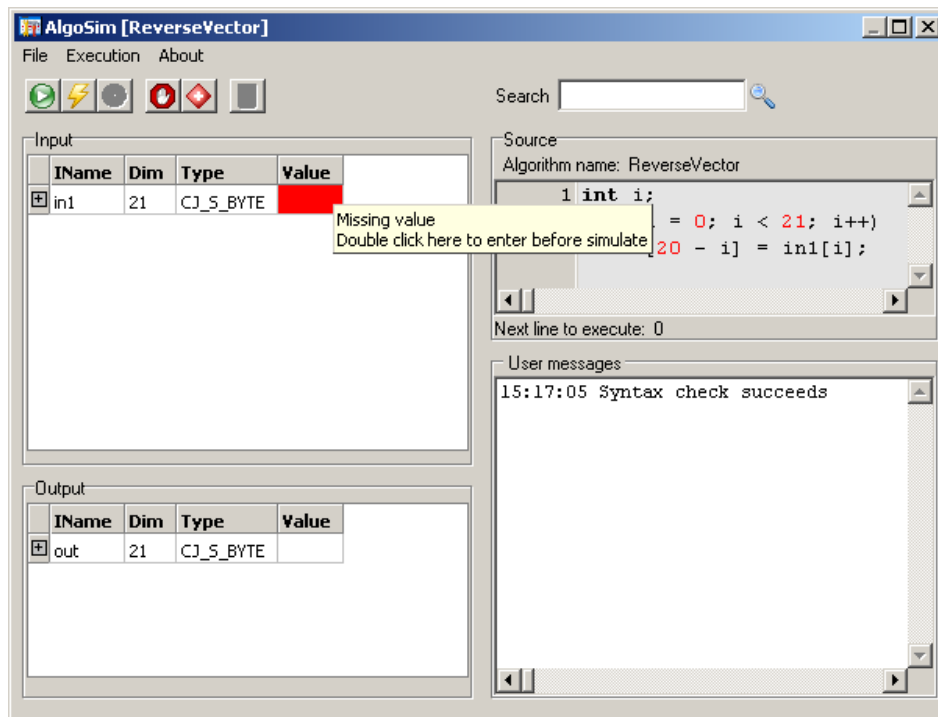 AlgoSim [ReverseVector]
File Execution About
Search
Input
IName Dim Type Value
in1 21 CJ_S_BYTE
Missing value
Double click here to enter before simulate
Source
Algorithm name: ReverseVector
1 int i;
= 0; i < 21; i++)
[20 - i] = in1[i];
Next line to execute: 0
User messages
15:17:05 Syntax check succeeds
Output
IName Dim Type Value
out 21 CJ_S_BYTE